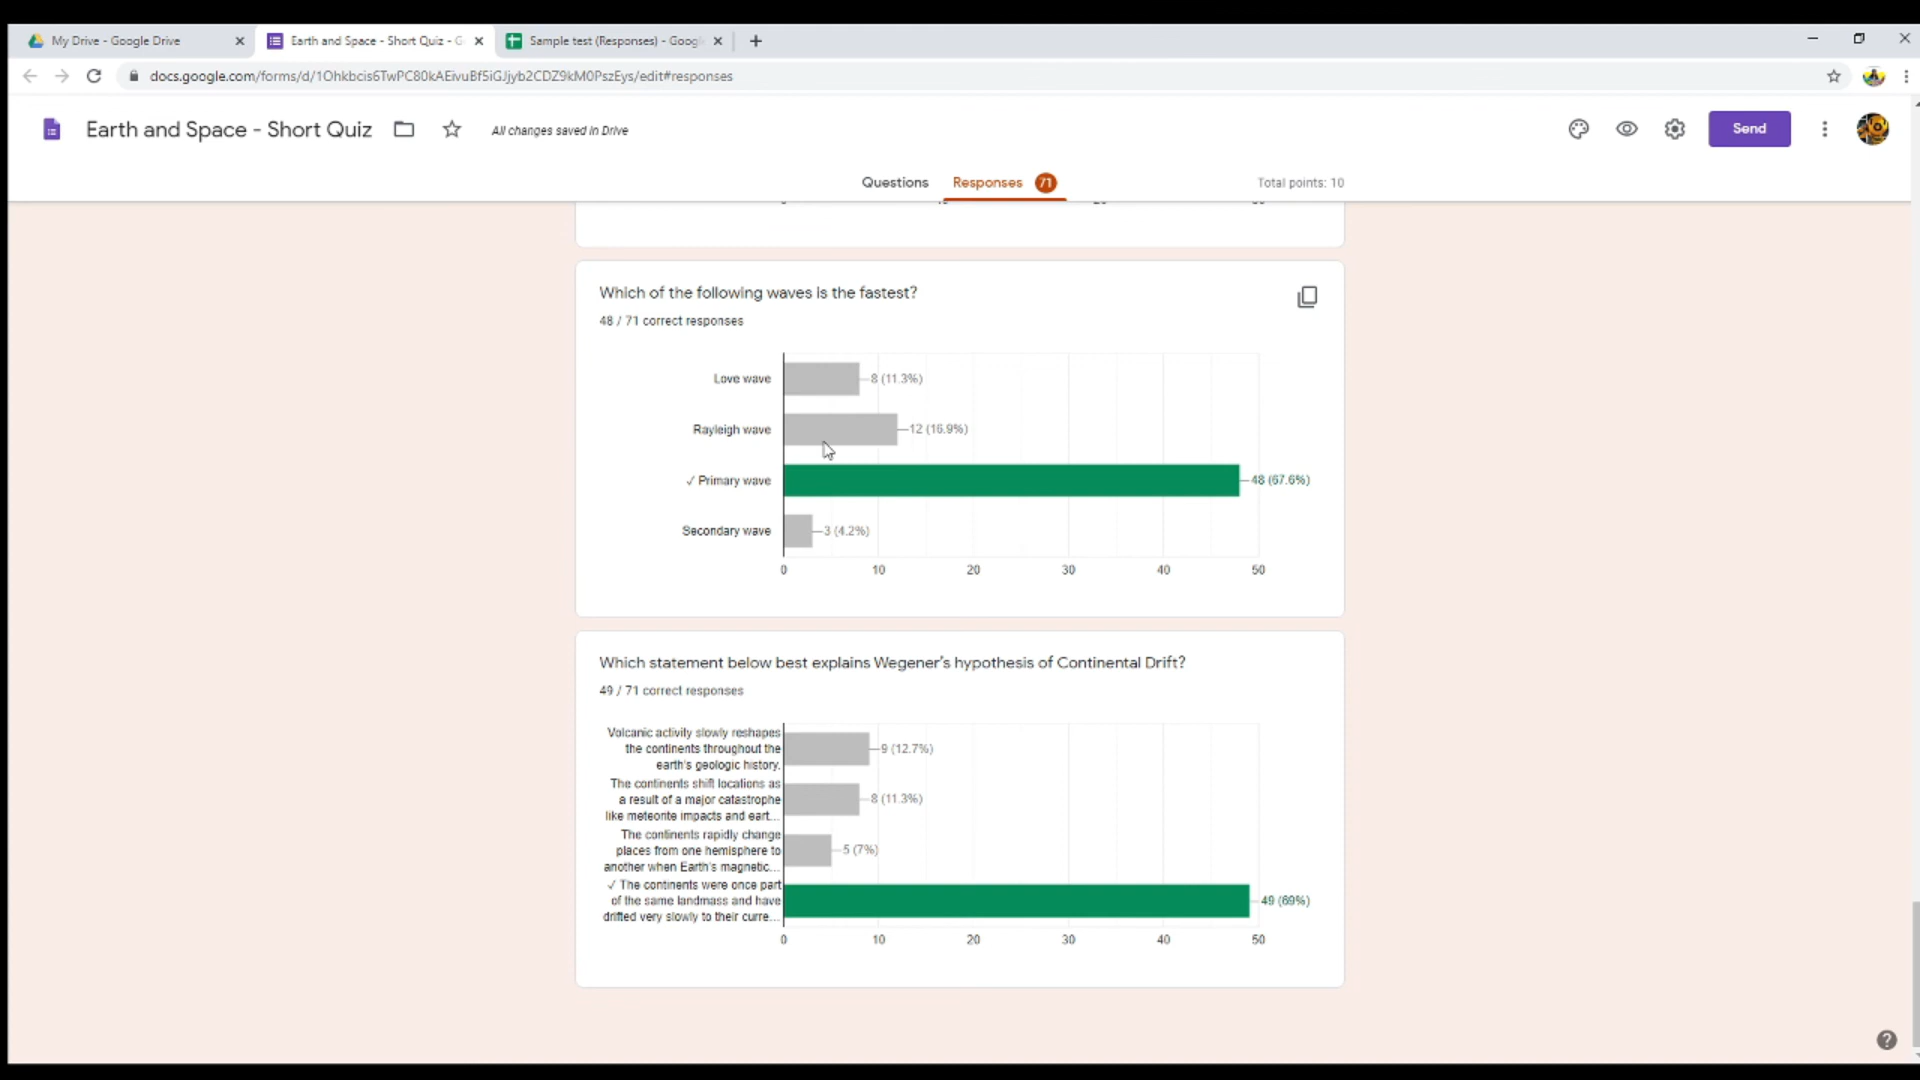 My Drive - Google Drive
Earth and Space - Short Quiz - G
Sample test (Responses) - Googl
docs.google.com/forms/d/1Ohkbcis6TwPC80kAEivuBf5iGJjyb2CDZ9kM0PszEys/edit#responses
Earth and Space - Short Quiz
All changes saved in Drive
Send
Questions
Responses 71
Total points: 10
Which of the following waves is the fastest?
48 / 71 correct responses
Love wave
8 (11.3%)
Rayleigh wave
12 (16.9%)
✓ Primary wave
48 (67.6%)
Secondary wave
3 (4.2%)
0 10 20 30 40 50
Which statement below best explains Wegener's hypothesis of Continental Drift?
49 / 71 correct responses
Volcanic activity slowly reshapes
the continents throughout the
earth's geologic history.
9 (12.7%)
The continents shift locations as
a result of a major catastrophe
like meteorite impacts and eart...
8 (11.3%)
The continents rapidly change
places from one hemisphere to
another when Earth's magnetic...
5 (7%)
✓ The continents were once part
of the same landmass and have
drifted very slowly to their curre...
49 (69%)
0 10 20 30 40 50